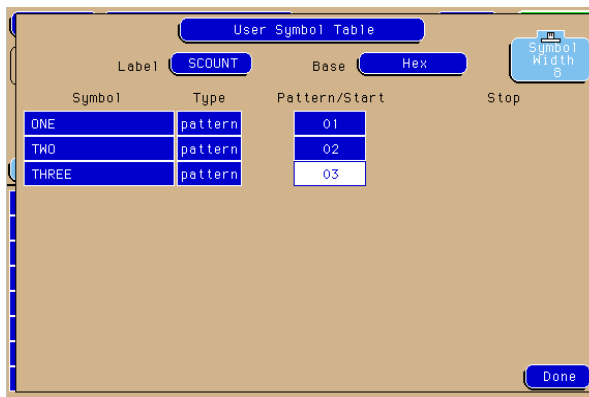 User Symbol Table
Label SCOUNT Base Hex
Symbol
Width
8
Symbol Type Pattern/Start Stop
ONE pattern 01
TWO pattern 02
THREE pattern 03
Done